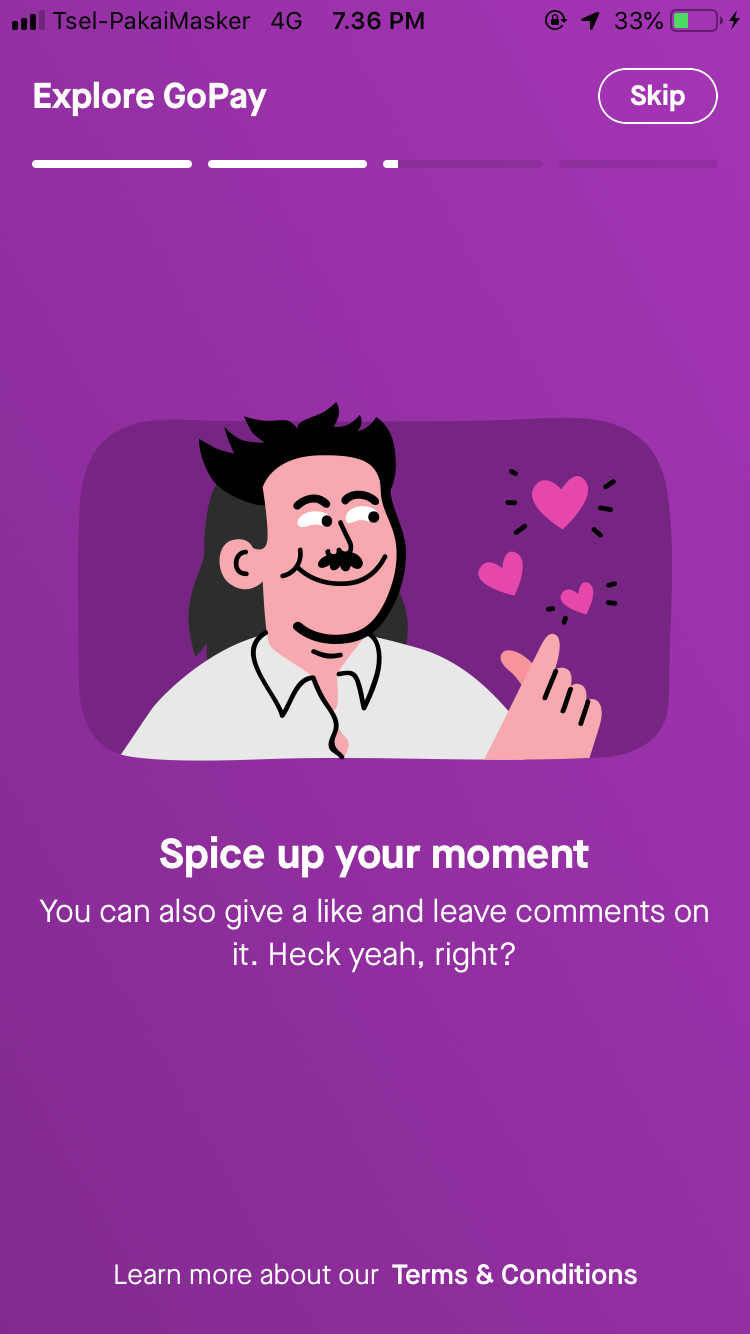 Tsel-PakaiMasker 4G 7.36 PM 33%
Explore GoPay
Skip
Spice up your moment
You can also give a like and leave comments on
it. Heck yeah, right?
Learn more about our Terms & Conditions